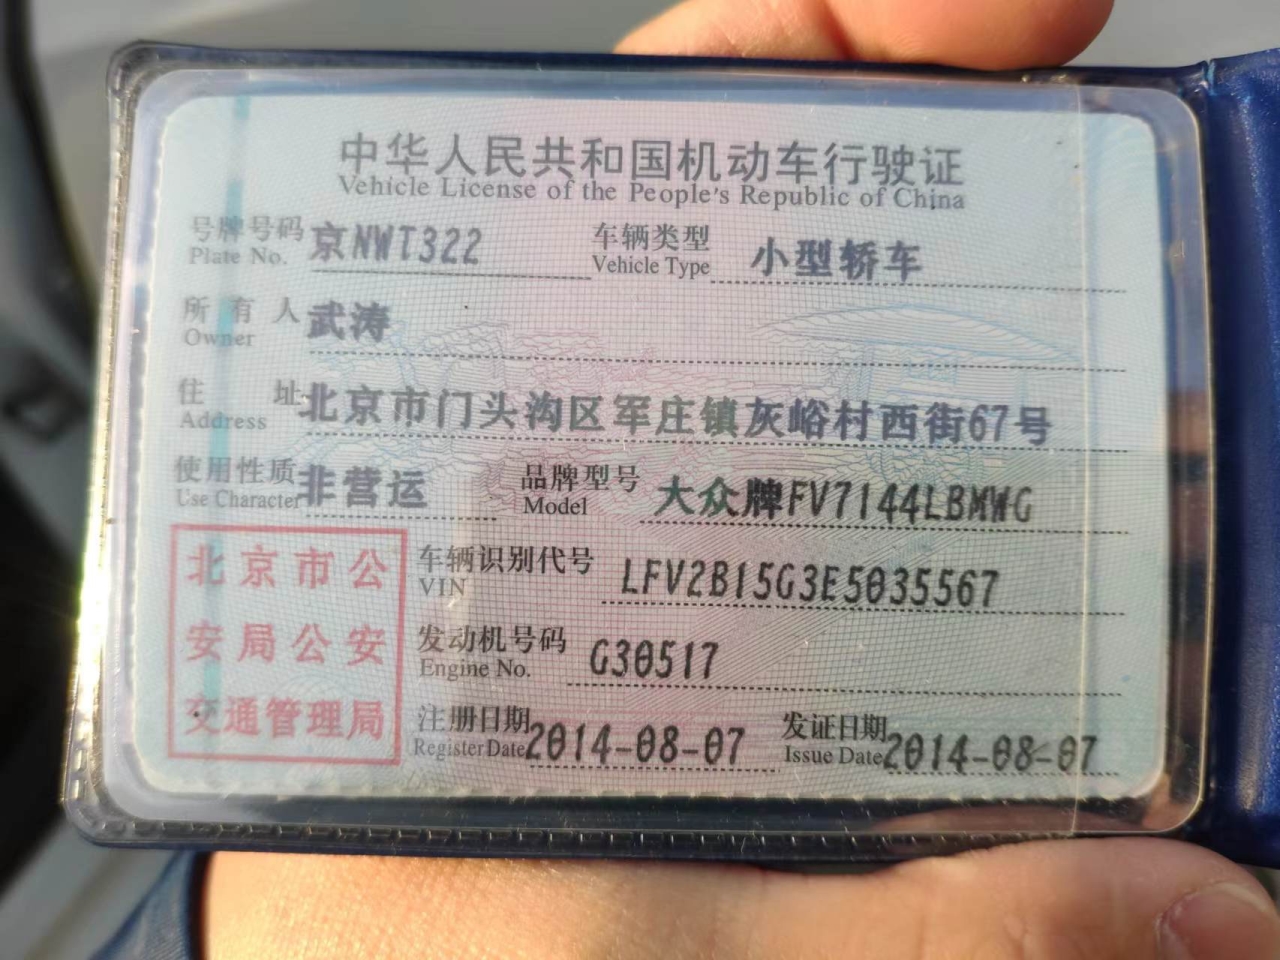 中华人民共和国机动车行驶证
Vehicle License of the People's Republic of China
号牌号码 京NWT322 车辆类型 小型轿车
Plate No. Vehicle Type
所有人 武涛
Owner
住址 北京市门头沟区军庄镇灰峪村西街67号
Address
使用性质 非营运 品牌型号 大众牌FV7144LBMWG
Use Character Model
北京市公
安局公安
交通管理局
车辆识别代号 LFV2B15G3E5035567
VIN
发动机号码 G30517
Engine No.
注册日期 2014-08-07 发证日期 2014-08-07
Register Date Issue Date